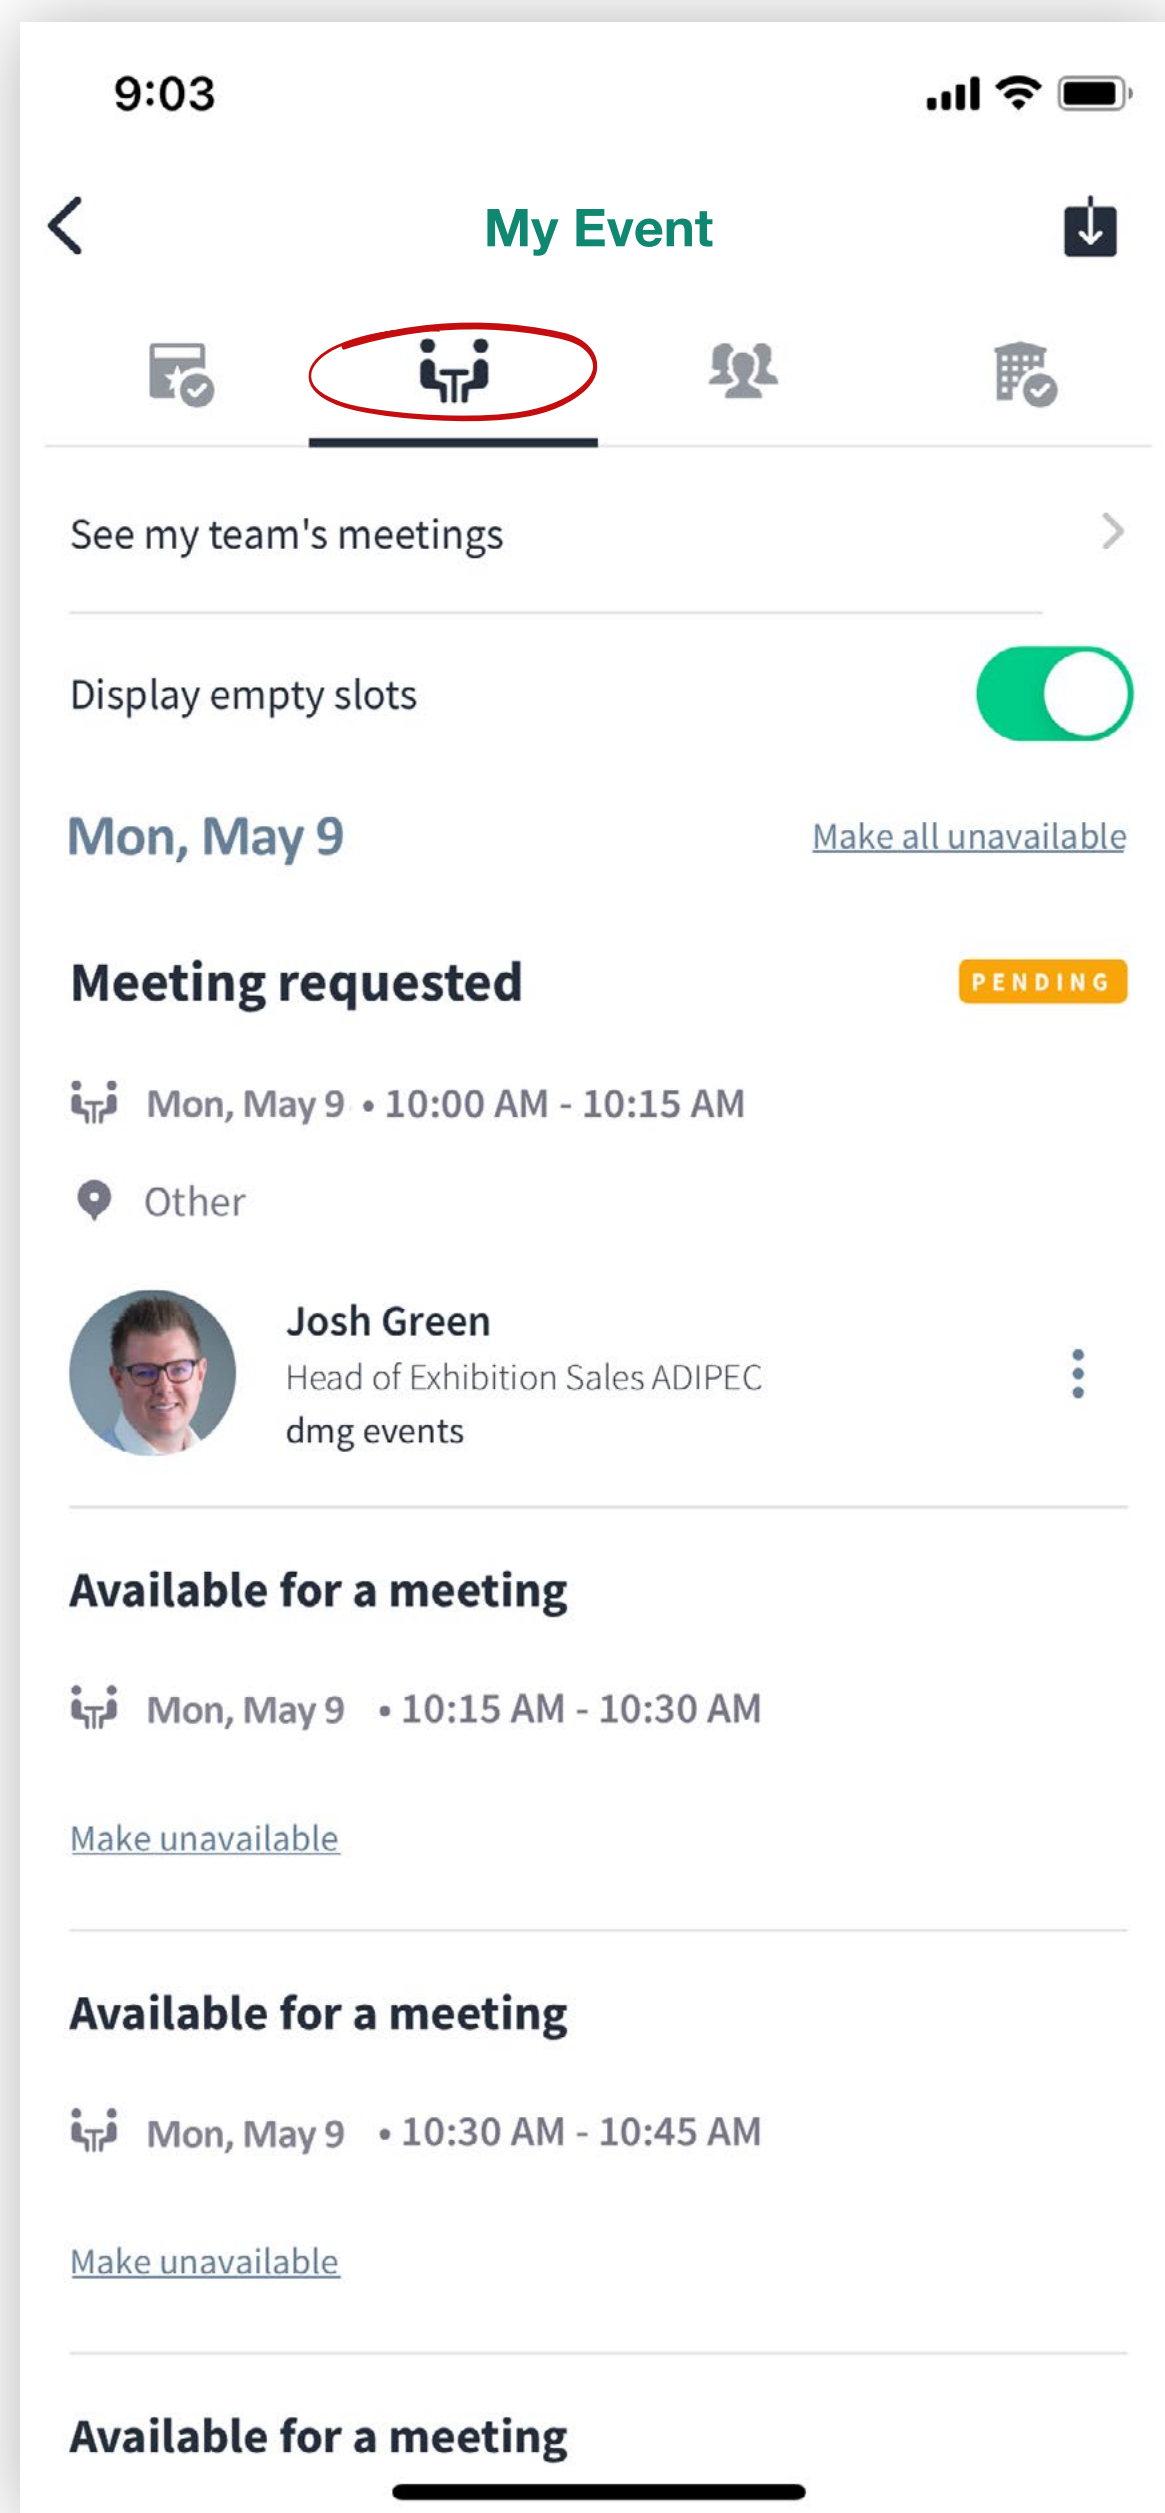 9:03
My Event
See my team's meetings
Display empty slots
Mon, May 9 Make all unavailable
Meeting requested PENDING
Mon, May 9 • 10:00 AM - 10:15 AM
Other
Josh Green
Head of Exhibition Sales ADIPEC
dmg events
Available for a meeting
Mon, May 9 • 10:15 AM - 10:30 AM
Make unavailable
Available for a meeting
Mon, May 9 • 10:30 AM - 10:45 AM
Make unavailable
Available for a meeting